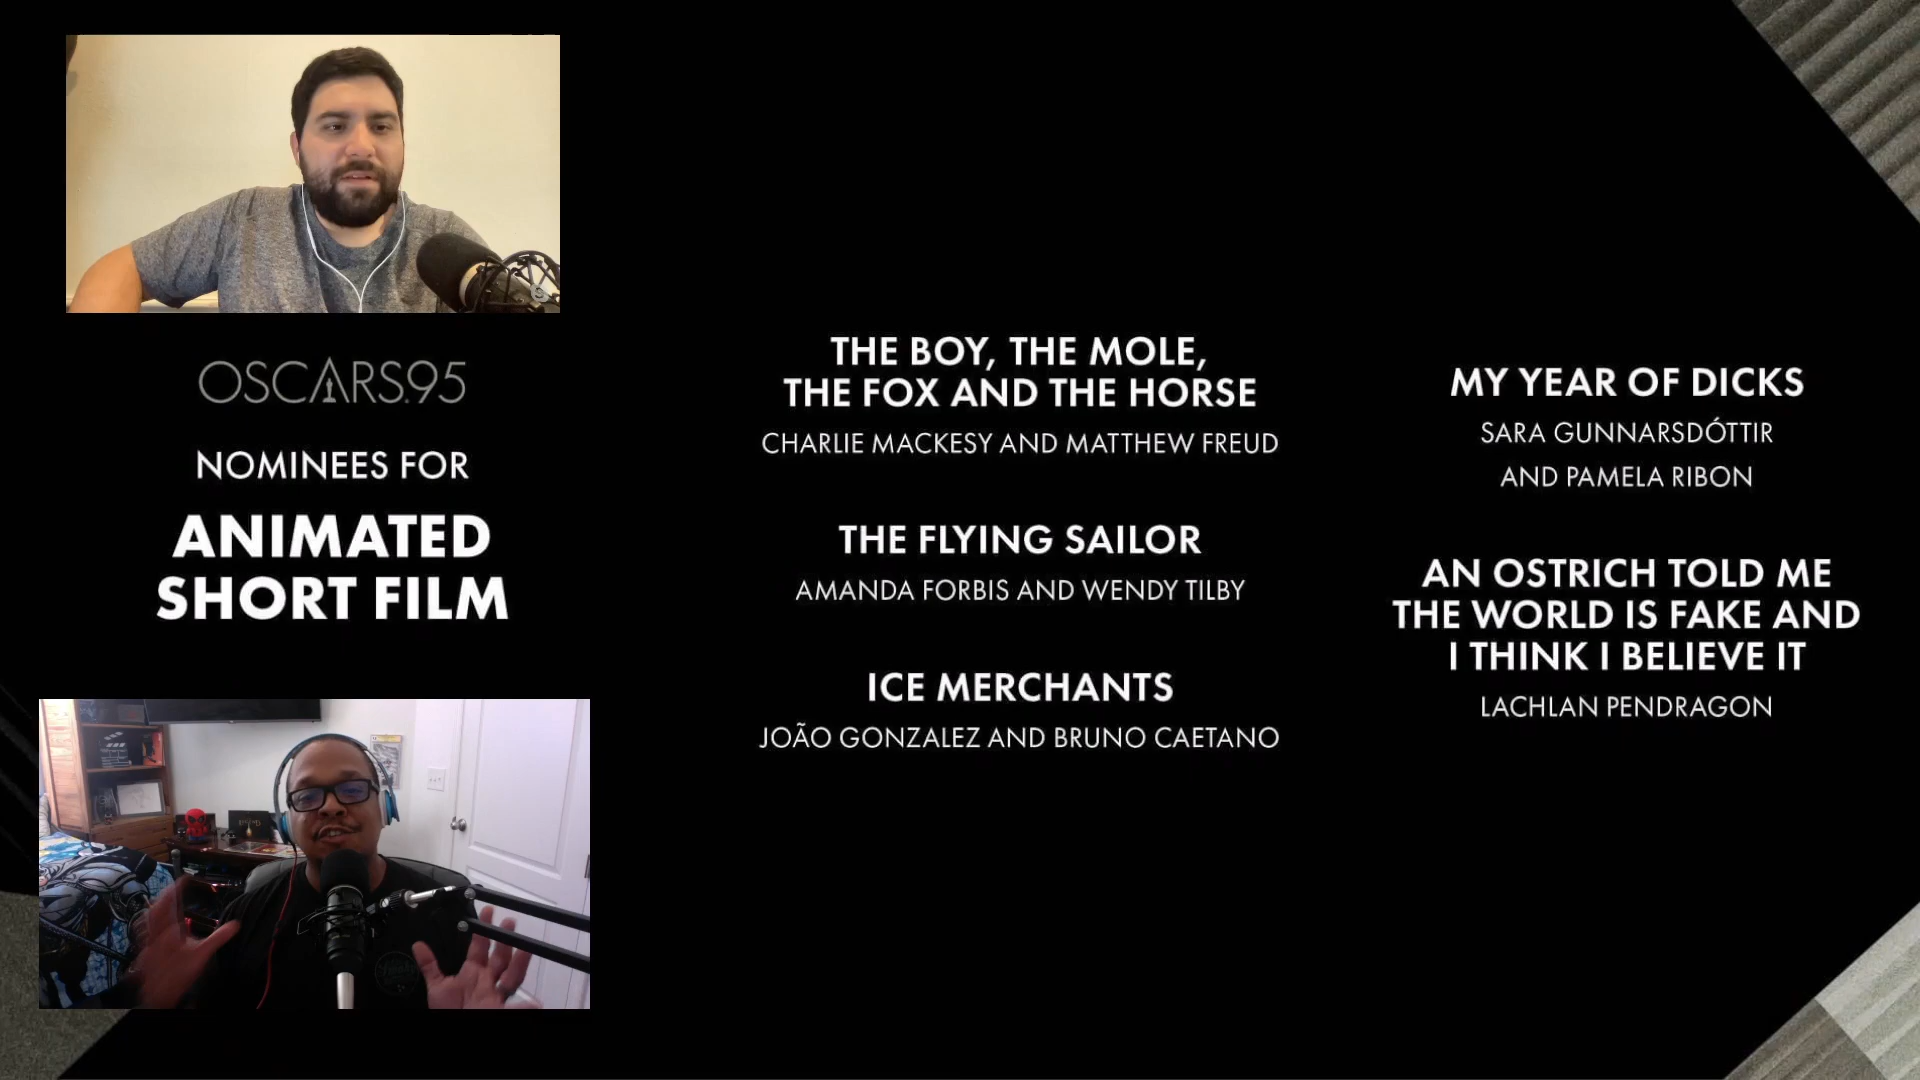 OSCARS.95
NOMINEES FOR
ANIMATED
SHORT FILM
THE BOY, THE MOLE,
THE FOX AND THE HORSE
CHARLIE MACKESY AND MATTHEW FREUD
THE FLYING SAILOR
AMANDA FORBIS AND WENDY TILBY
ICE MERCHANTS
JOÃO GONZALEZ AND BRUNO CAETANO
MY YEAR OF DICKS
SARA GUNNARSDÓTTIR
AND PAMELA RIBON
AN OSTRICH TOLD ME
THE WORLD IS FAKE AND
I THINK I BELIEVE IT
LACHLAN PENDRAGON